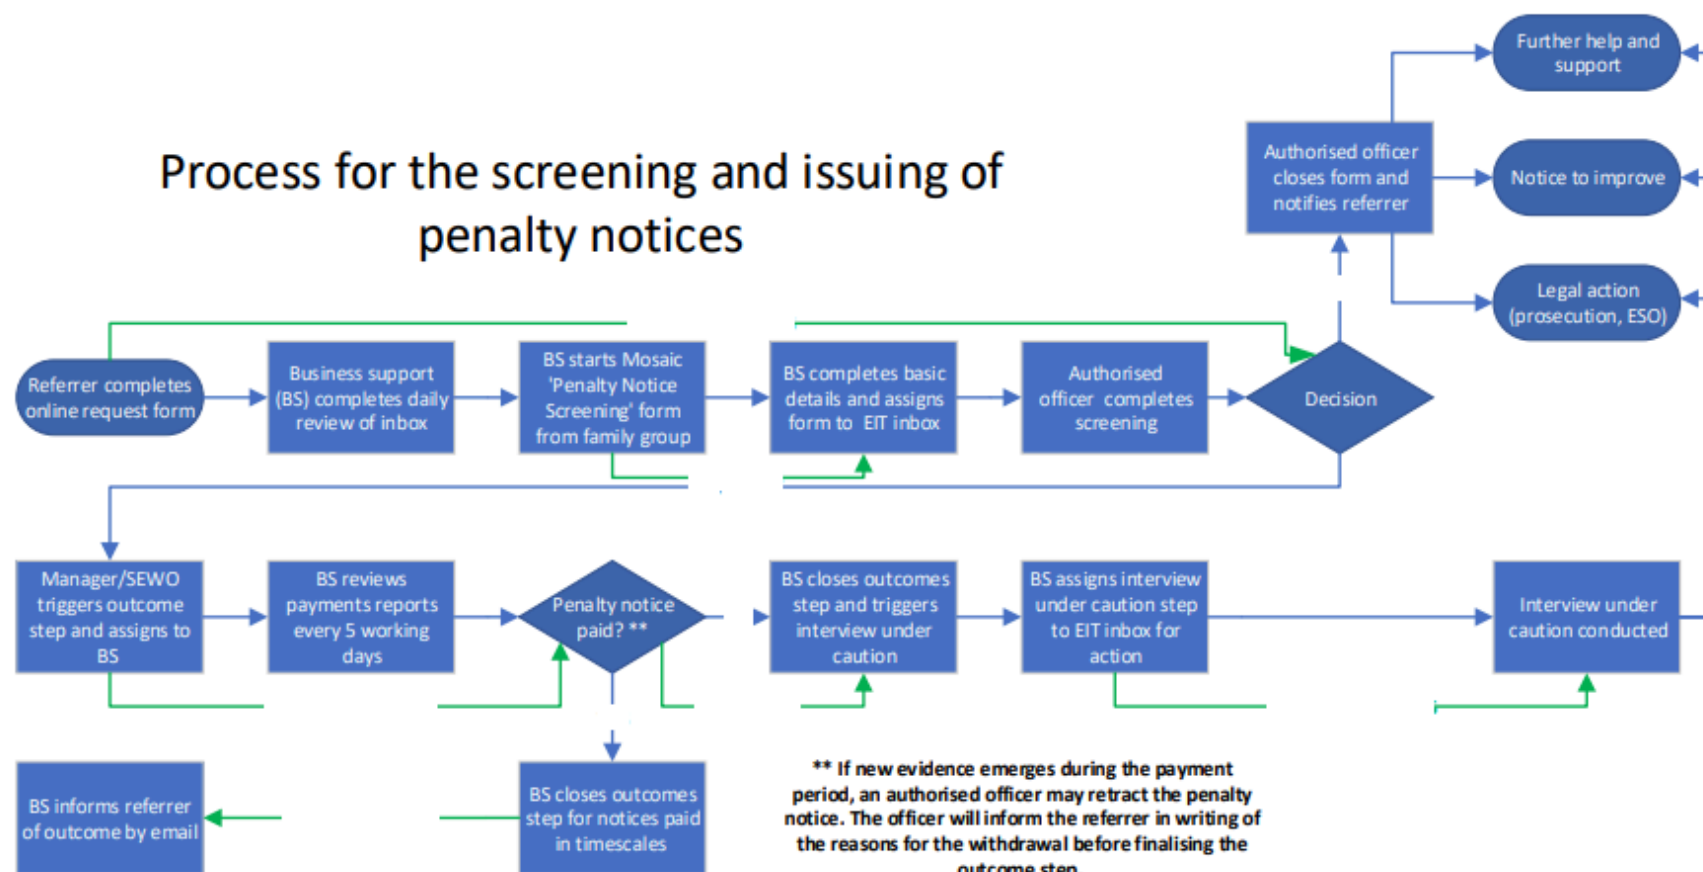 Process for the screening and issuing of
penalty notices
Further help and
support
Authorised officer
closes form and
notifies referrer
Notice to improve
Legal action
(prosecution, ESO)
Referrer completes
online request form
Business support
(BS) completes daily
review of inbox
BS starts Mosaic
'Penalty Notice
Screening' form
from family group
BS completes basic
details and assigns
form to EIT inbox
Authorised
officer completes
screening
Decision
Manager/SEWO
triggers outcome
step and assigns to
BS
BS reviews
payments reports
every 5 working
days
Penalty notice
paid? **
BS closes outcomes
step and triggers
interview under
caution
BS assigns interview
under caution step
to EIT inbox for
action
Interview under
caution conducted
BS informs referrer
of outcome by email
BS closes outcomes
step for notices paid
in timescales
** If new evidence emerges during the payment
period, an authorised officer may retract the penalty
notice. The officer will inform the referrer in writing of
the reasons for the withdrawal before finalising the
outcome step